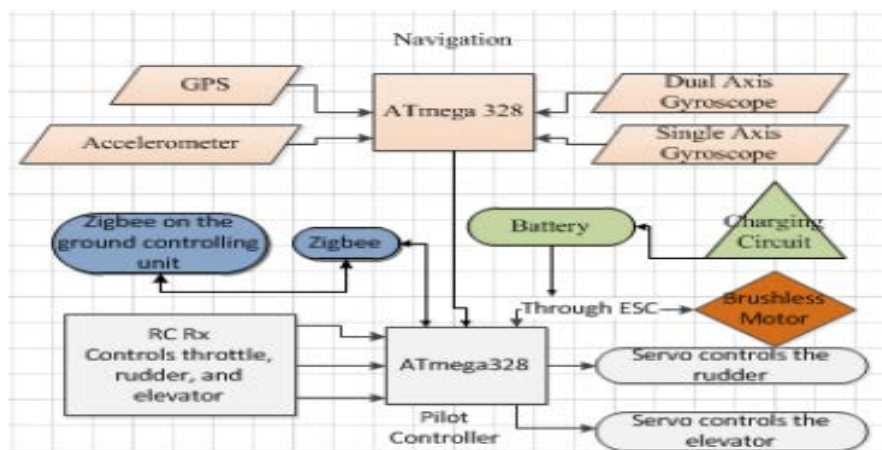 Navigation
GPS
ATmega 328
Dual Axis
Gyroscope
Accelerometer
Single Axis
Gyroscope
Zigbee on the
ground controlling
unit
Zigbee
Battery
Charging
Circuit
Through ESC
Brushless
Motor
RC Rx
Controls throttle,
rudder, and
elevator
ATmega328
Servo controls the
rudder
Pilot
Controller
Servo controls the
elevator